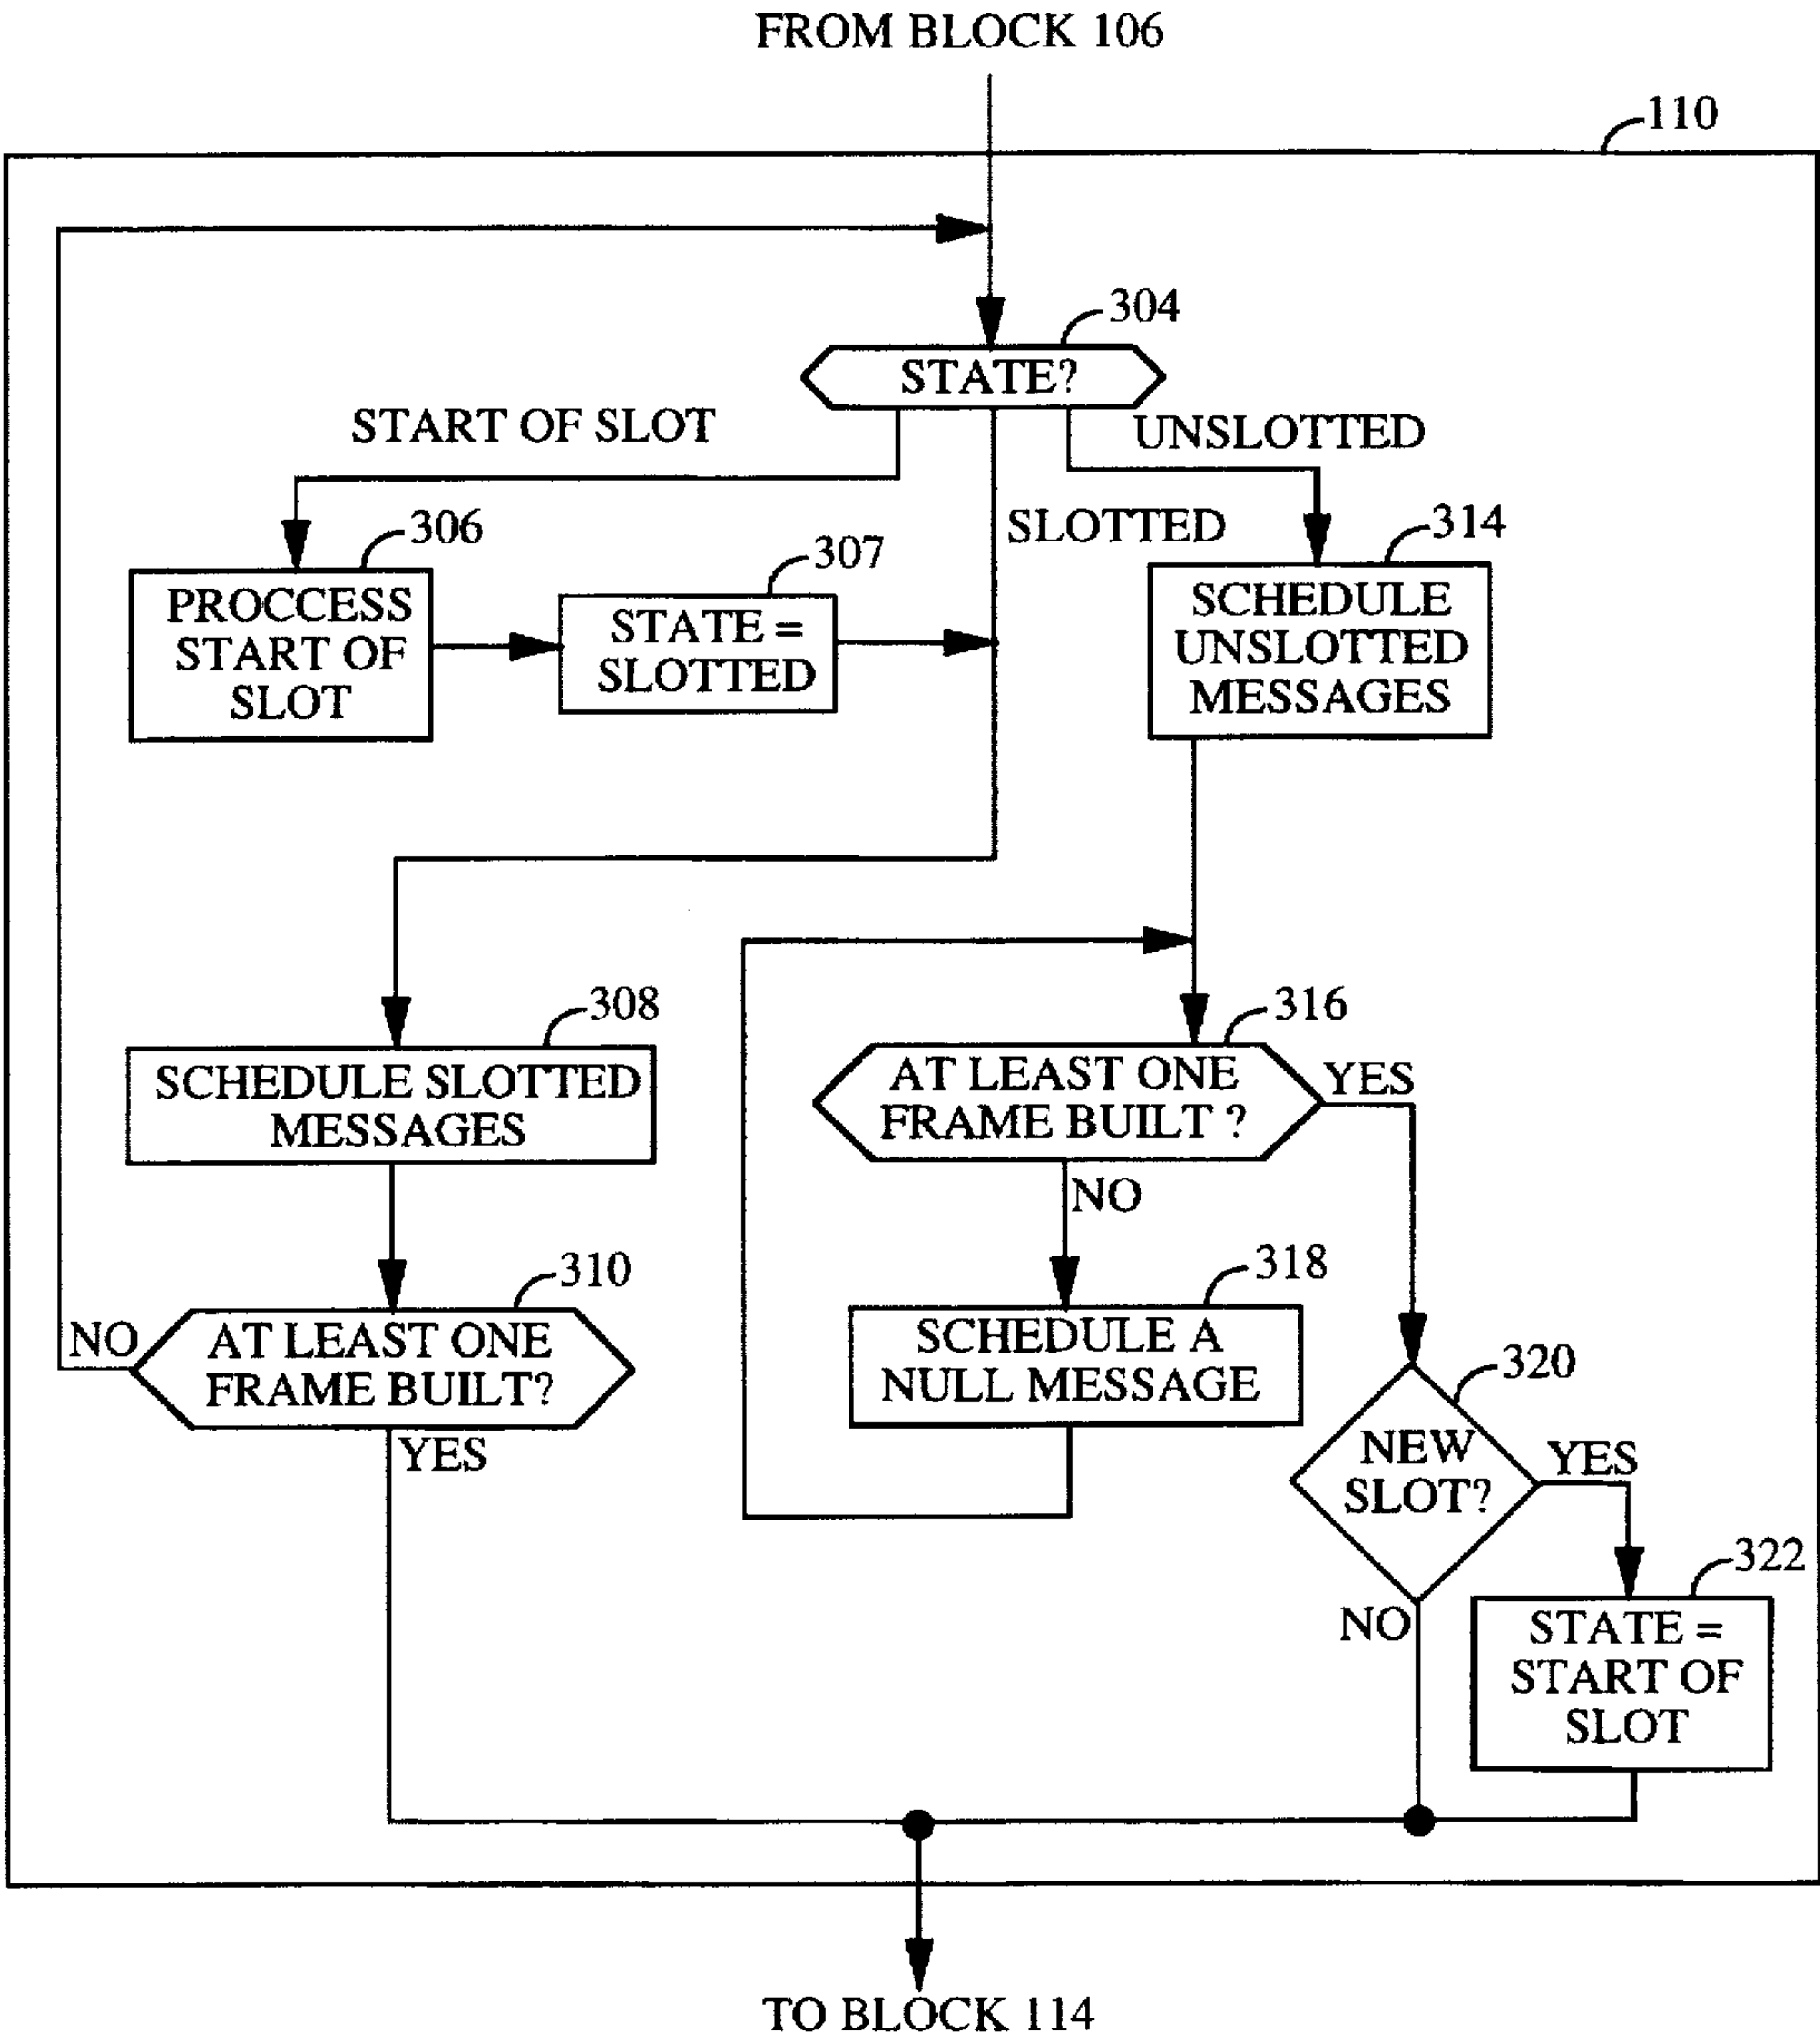 FROM BLOCK 106
110
304
STATE?
START OF SLOT
UNSLOTTED
SLOTTED
306
PROCCESS
START OF
SLOT
307
STATE =
SLOTTED
314
SCHEDULE
UNSLOTTED
MESSAGES
308
SCHEDULE SLOTTED
MESSAGES
316
AT LEAST ONE
FRAME BUILT ?
YES
NO
310
AT LEAST ONE
FRAME BUILT?
NO
YES
318
SCHEDULE A
NULL MESSAGE
320
NEW
SLOT?
YES
NO
322
STATE =
START OF
SLOT
TO BLOCK 114